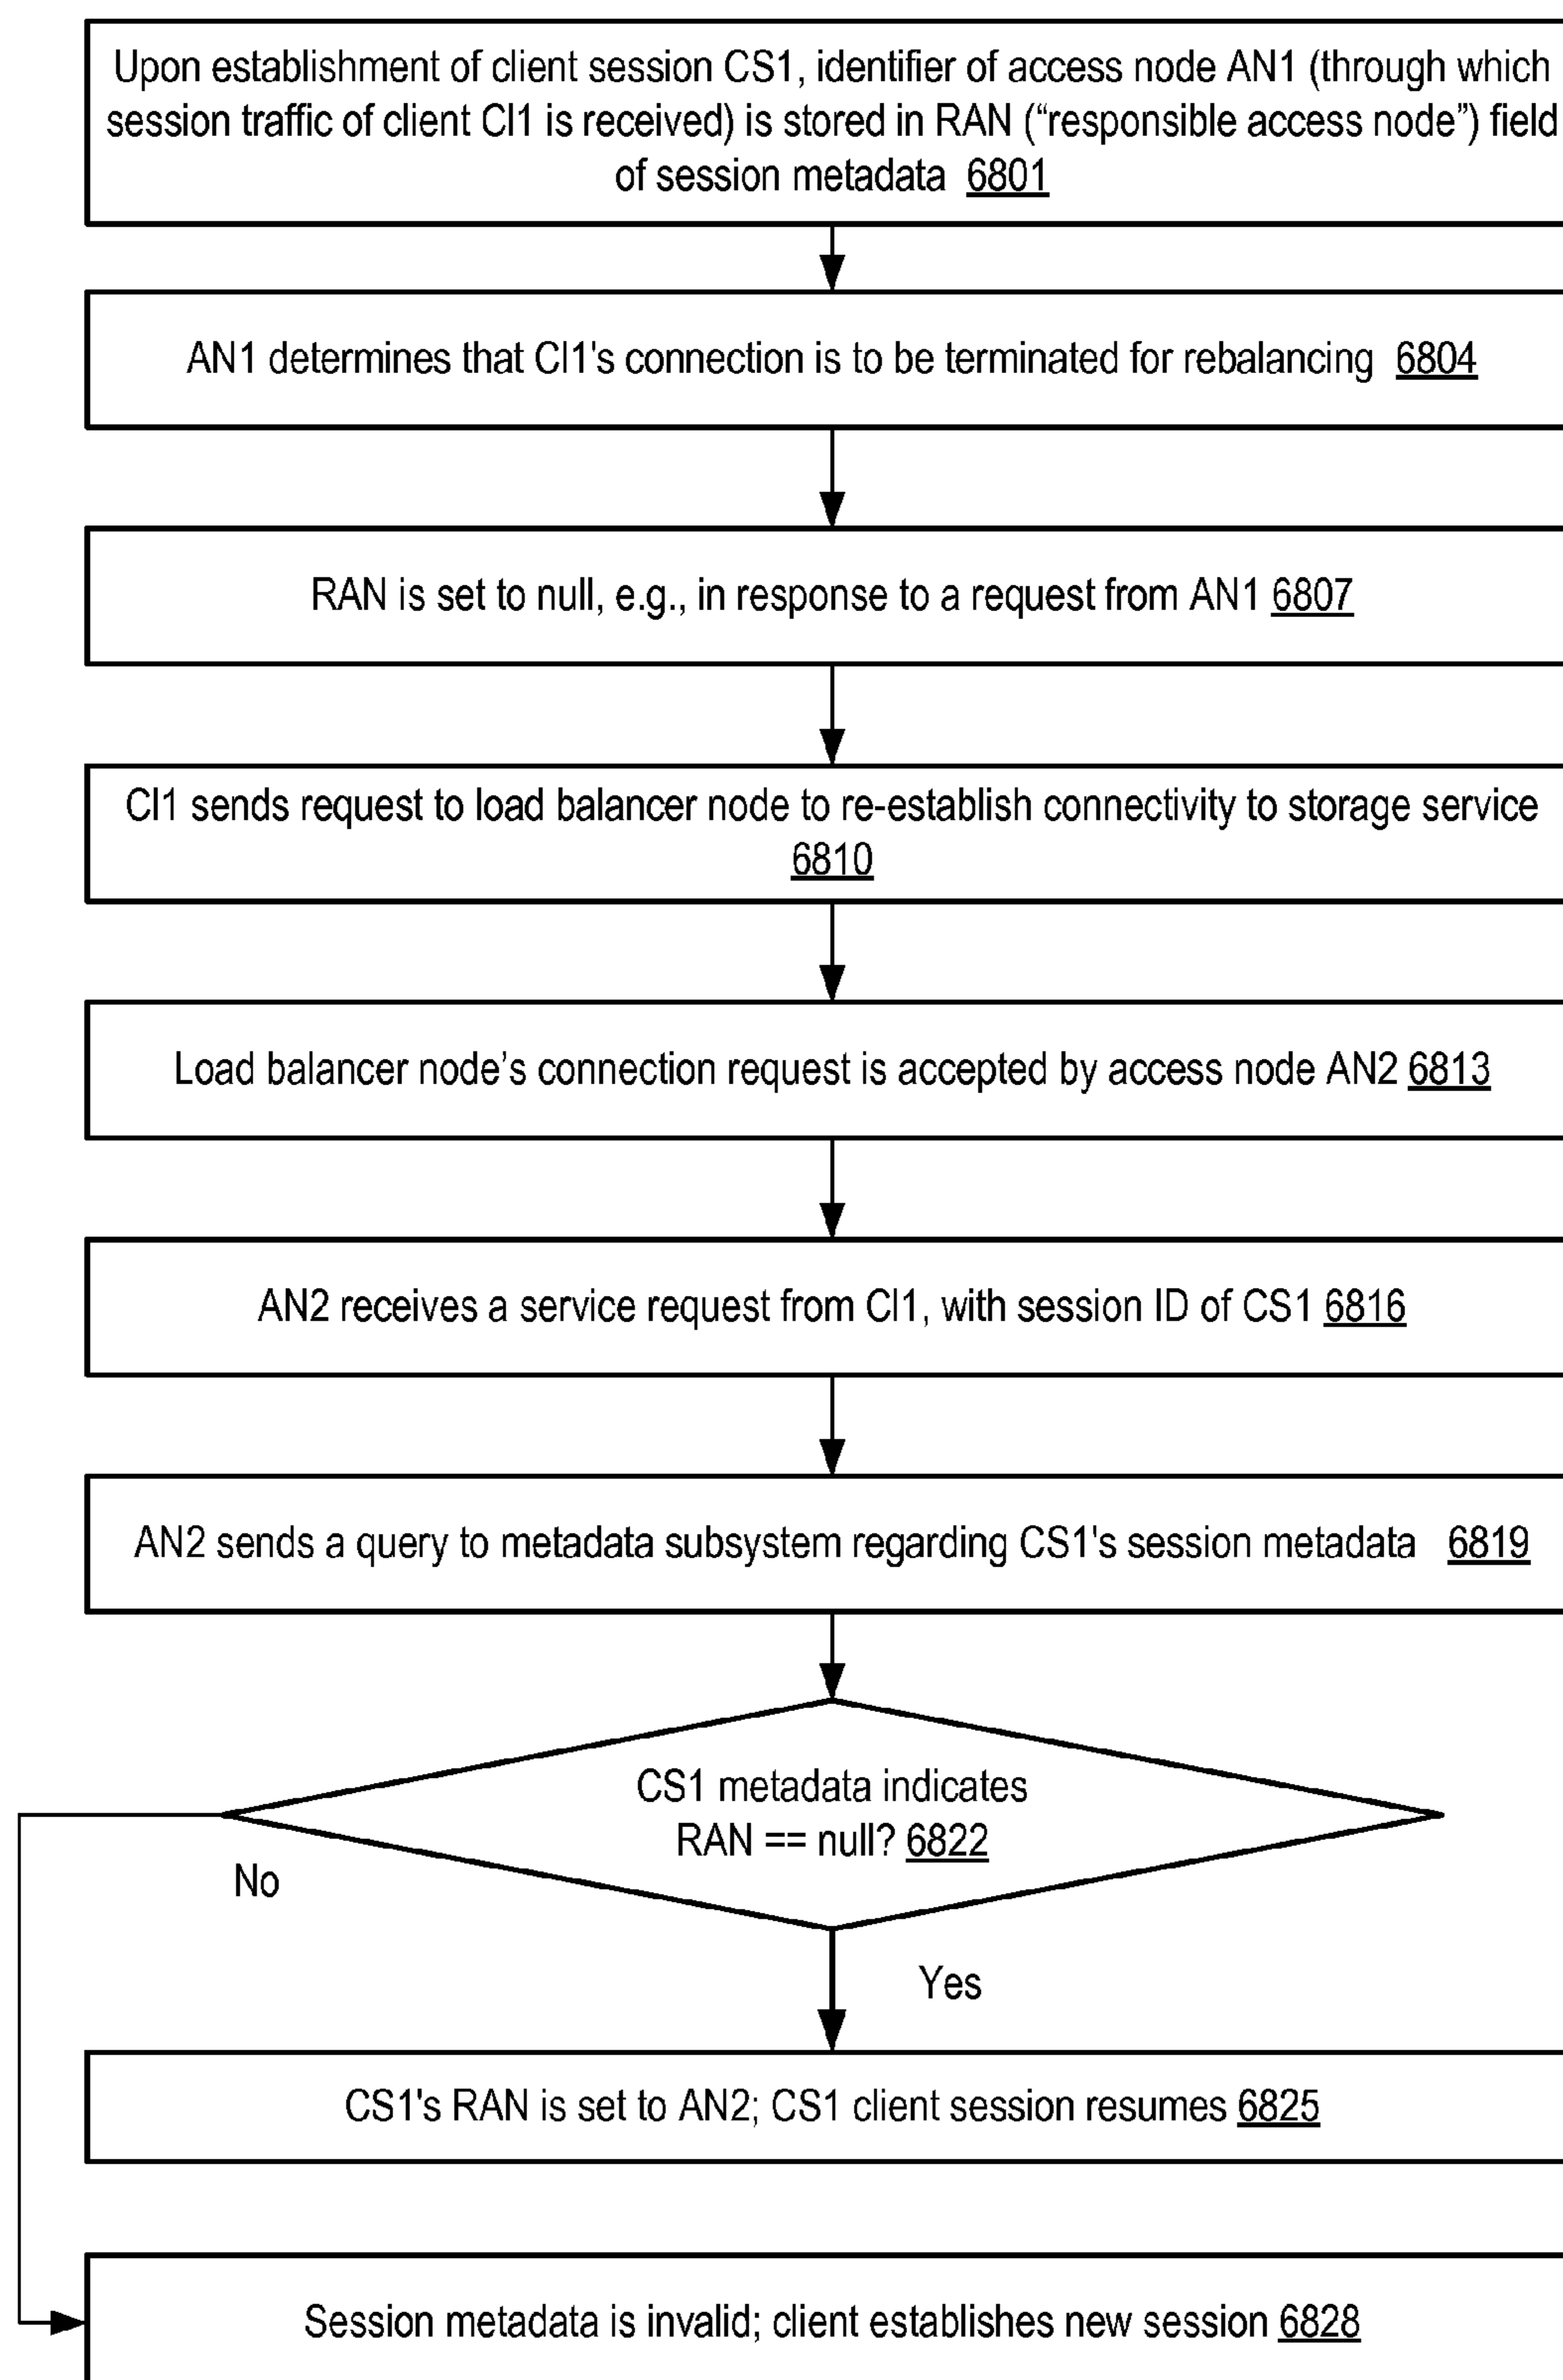 Upon establishment of client session CS1, identifier of access node AN1 (through which
session traffic of client Cl1 is received) is stored in RAN (“responsible access node”) field
of session metadata 6801
AN1 determines that Cl1's connection is to be terminated for rebalancing 6804
RAN is set to null, e.g., in response to a request from AN1 6807
Cl1 sends request to load balancer node to re-establish connectivity to storage service
6810
Load balancer node’s connection request is accepted by access node AN2 6813
AN2 receives a service request from Cl1, with session ID of CS1 6816
AN2 sends a query to metadata subsystem regarding CS1's session metadata 6819
CS1 metadata indicates
RAN == null? 6822
No
Yes
CS1's RAN is set to AN2; CS1 client session resumes 6825
Session metadata is invalid; client establishes new session 6828